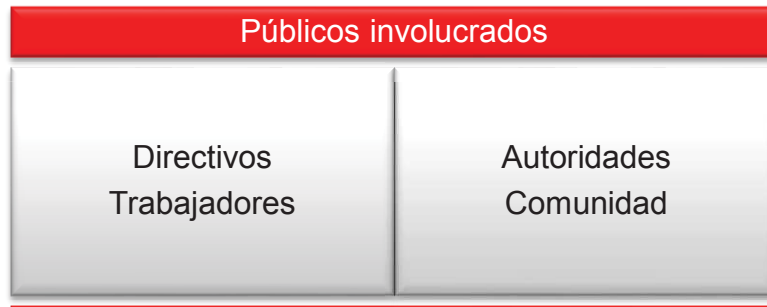 Públicos involucrados
Directivos
Trabajadores
Autoridades
Comunidad